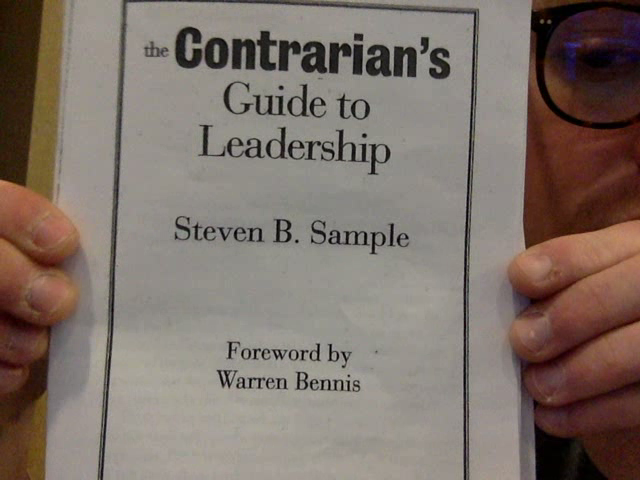 the Contrarian's
Guide to
Leadership
Steven B. Sample
Foreword by
Warren Bennis